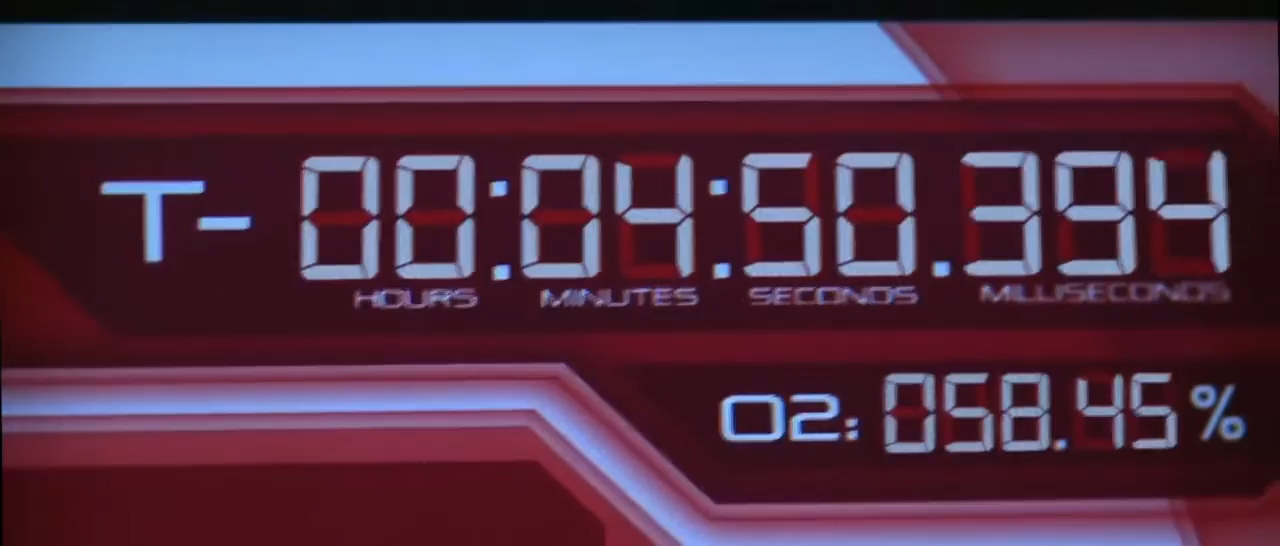 T- 00:04:50.394
HOURS MINUTES SECONDS MILLISECONDS
O2: 058.45%